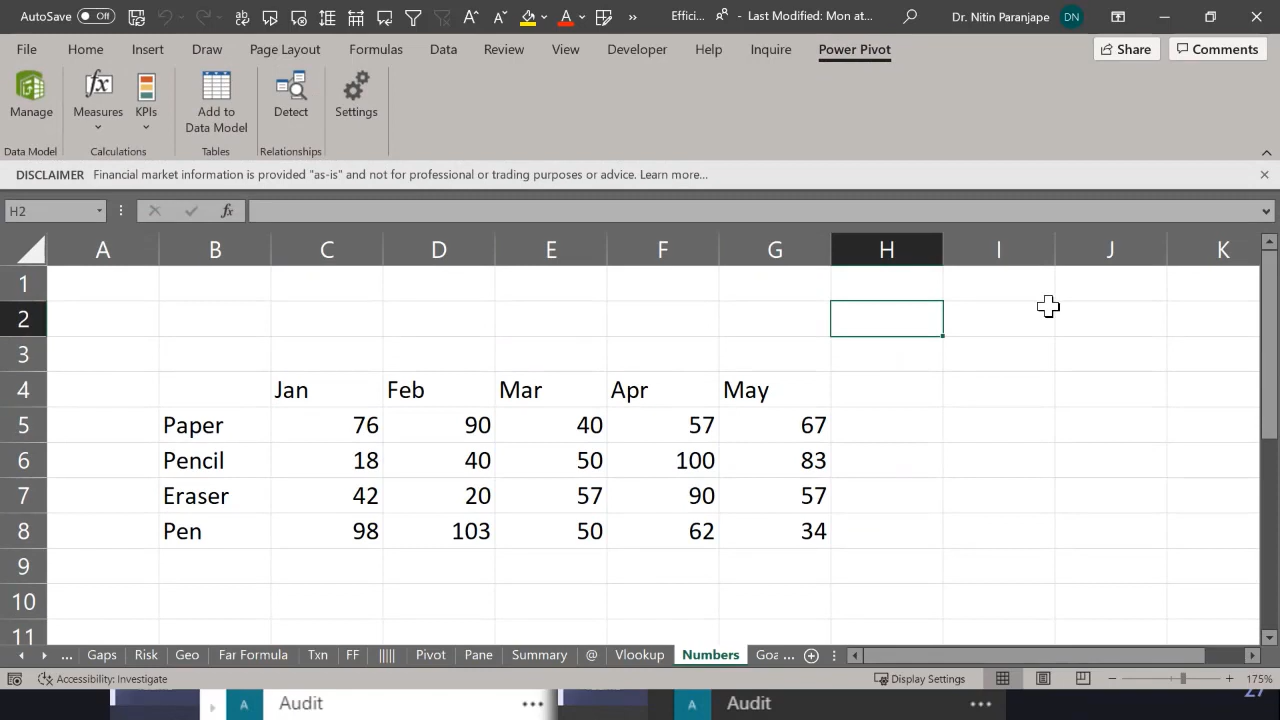 AutoSave Off Effici... - Last Modified: Mon at... Dr. Nitin Paranjape DN
File Home Insert Draw Page Layout Formulas Data Review View Developer Help Inquire Power Pivot Share Comments
Manage Measures KPIs Add to Data Model Detect Settings
Data Model Calculations Tables Relationships
DISCLAIMER Financial market information is provided "as-is" and not for professional or trading purposes or advice. Learn more...
H2 fx
A B C D E F G H I J K
1
2
3
4 Jan Feb Mar Apr May
5 Paper 76 90 40 57 67
6 Pencil 18 40 50 100 83
7 Eraser 42 20 57 90 57
8 Pen 98 103 50 62 34
9
10
11
... Gaps Risk Geo Far Formula Txn FF ||||| Pivot Pane Summary @ Vlookup Numbers Goa ...
Accessibility: Investigate Display Settings 175%
A Audit ... A Audit ... 27